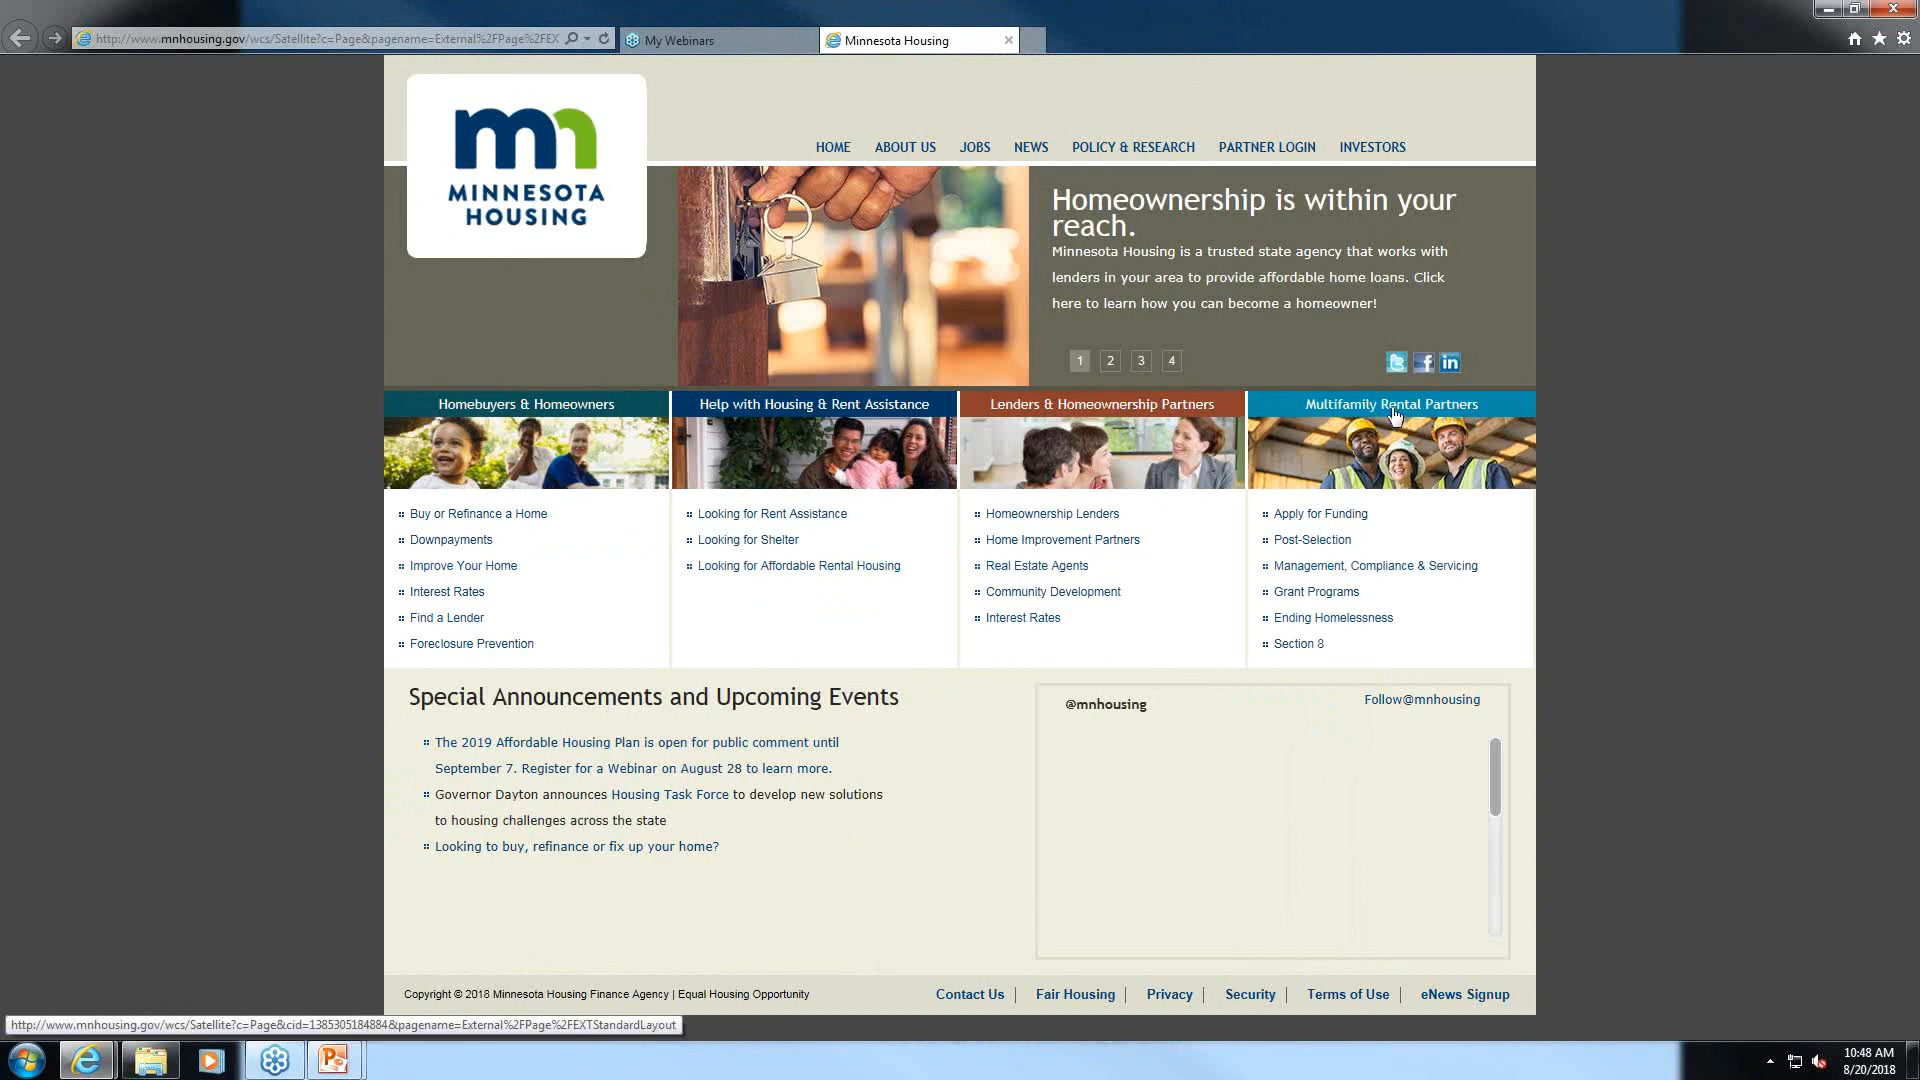 http://www.mnhousing.gov/wcs/Satellite?c=Page&pagename=External%2FPage%2FEX
My Webinars
Minnesota Housing
mn
MINNESOTA
HOUSING
HOME
ABOUT US
JOBS
NEWS
POLICY & RESEARCH
PARTNER LOGIN
INVESTORS
Homeownership is within your
reach.
Minnesota Housing is a trusted state agency that works with
lenders in your area to provide affordable home loans. Click
here to learn how you can become a homeowner!
1 2 3 4
Homebuyers & Homeowners
Buy or Refinance a Home
Downpayments
Improve Your Home
Interest Rates
Find a Lender
Foreclosure Prevention
Help with Housing & Rent Assistance
Looking for Rent Assistance
Looking for Shelter
Looking for Affordable Rental Housing
Lenders & Homeownership Partners
Homeownership Lenders
Home Improvement Partners
Real Estate Agents
Community Development
Interest Rates
Multifamily Rental Partners
Apply for Funding
Post-Selection
Management, Compliance & Servicing
Grant Programs
Ending Homelessness
Section 8
Special Announcements and Upcoming Events
The 2019 Affordable Housing Plan is open for public comment until
September 7. Register for a Webinar on August 28 to learn more.
Governor Dayton announces Housing Task Force to develop new solutions
to housing challenges across the state
Looking to buy, refinance or fix up your home?
@mnhousing
Follow@mnhousing
Copyright © 2018 Minnesota Housing Finance Agency | Equal Housing Opportunity
Contact Us
Fair Housing
Privacy
Security
Terms of Use
eNews Signup
http://www.mnhousing.gov/wcs/Satellite?c=Page&cid=1385305184884&pagename=External%2FPage%2FEXTStandardLayout
10:48 AM
8/20/2018